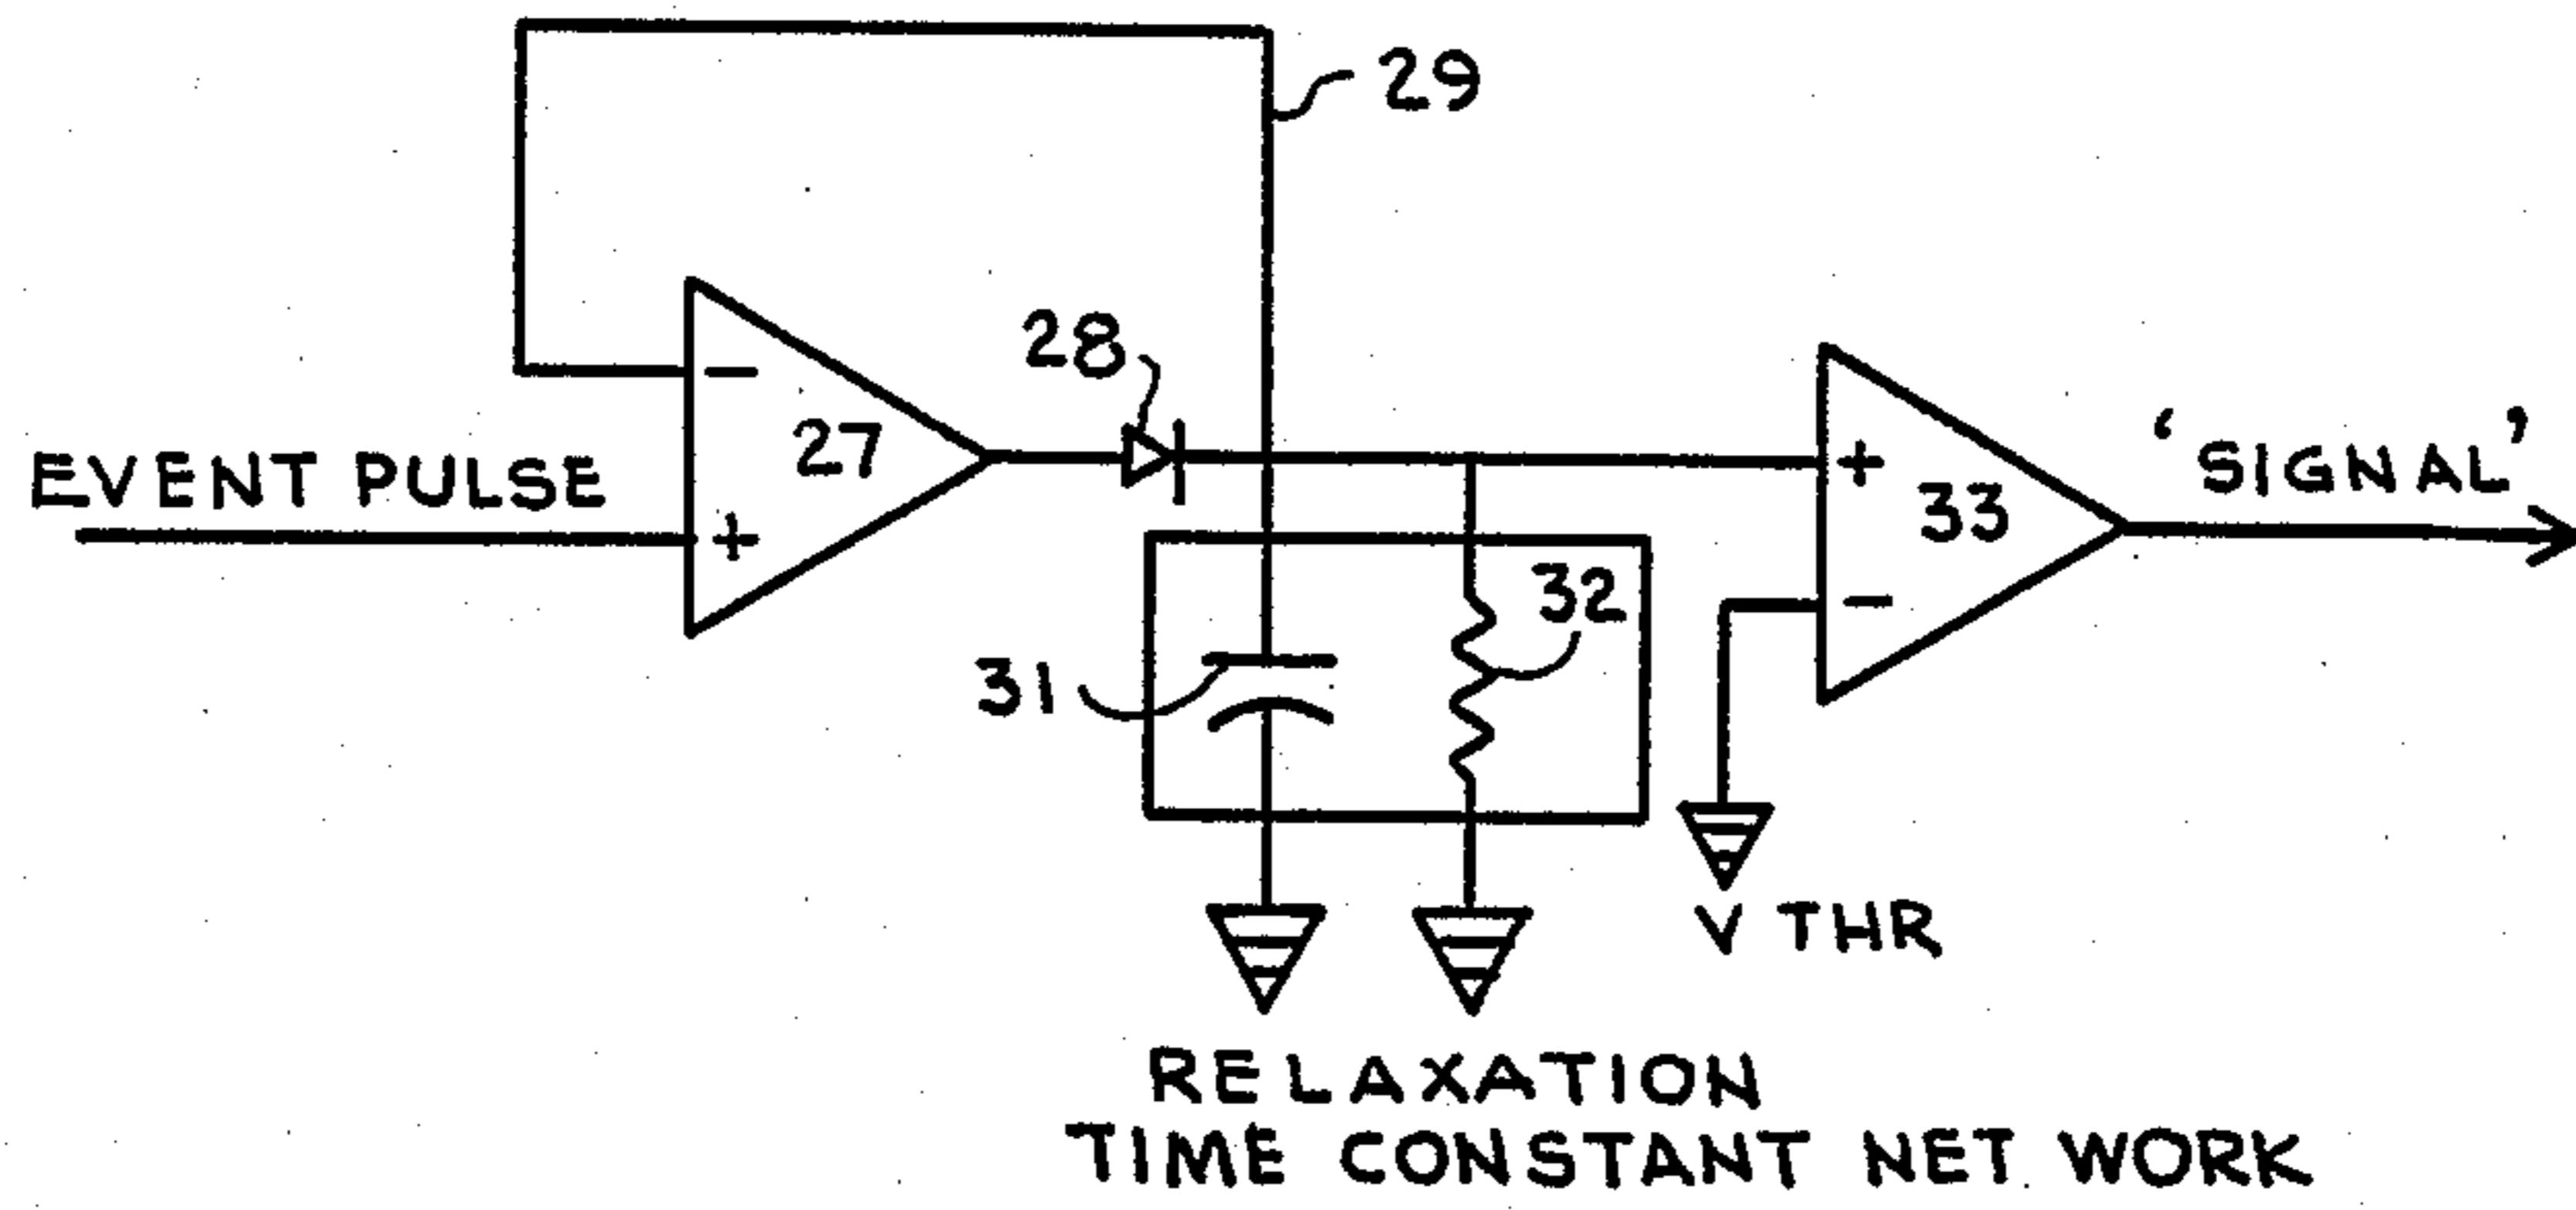 29
28
27
EVENT PULSE
-
+
+
-
33
'SIGNAL'
32
31
V THR
RELAXATION
TIME CONSTANT NET WORK